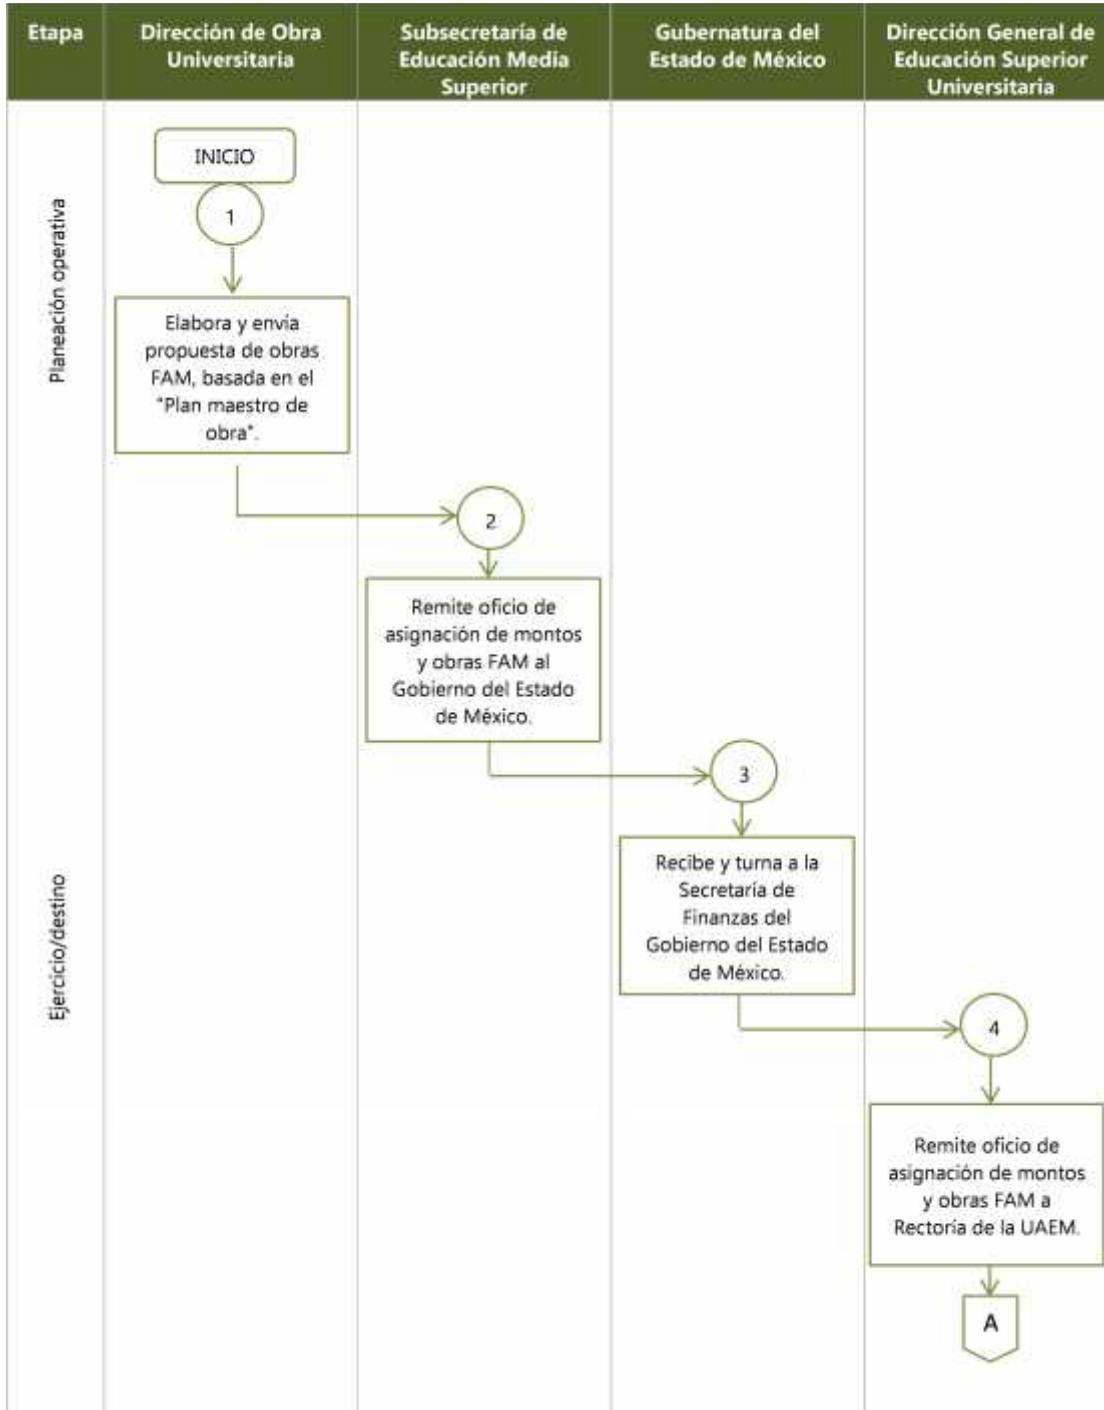 Etapa
Dirección de Obra
Universitaria
Subsecretaría de
Educación Media
Superior
Gubernatura del
Estado de México
Dirección General de
Educación Superior
Universitaria
Planeación operativa
INICIO
1
Elabora y envía
propuesta de obras
FAM, basada en el
"Plan maestro de
obra".
2
Remite oficio de
asignación de montos
y obras FAM al
Gobierno del Estado
de México.
Ejercicio/destino
3
Recibe y turna a la
Secretaría de
Finanzas del
Gobierno del Estado
de México.
4
Remite oficio de
asignación de montos
y obras FAM a
Rectoría de la UAEM.
A